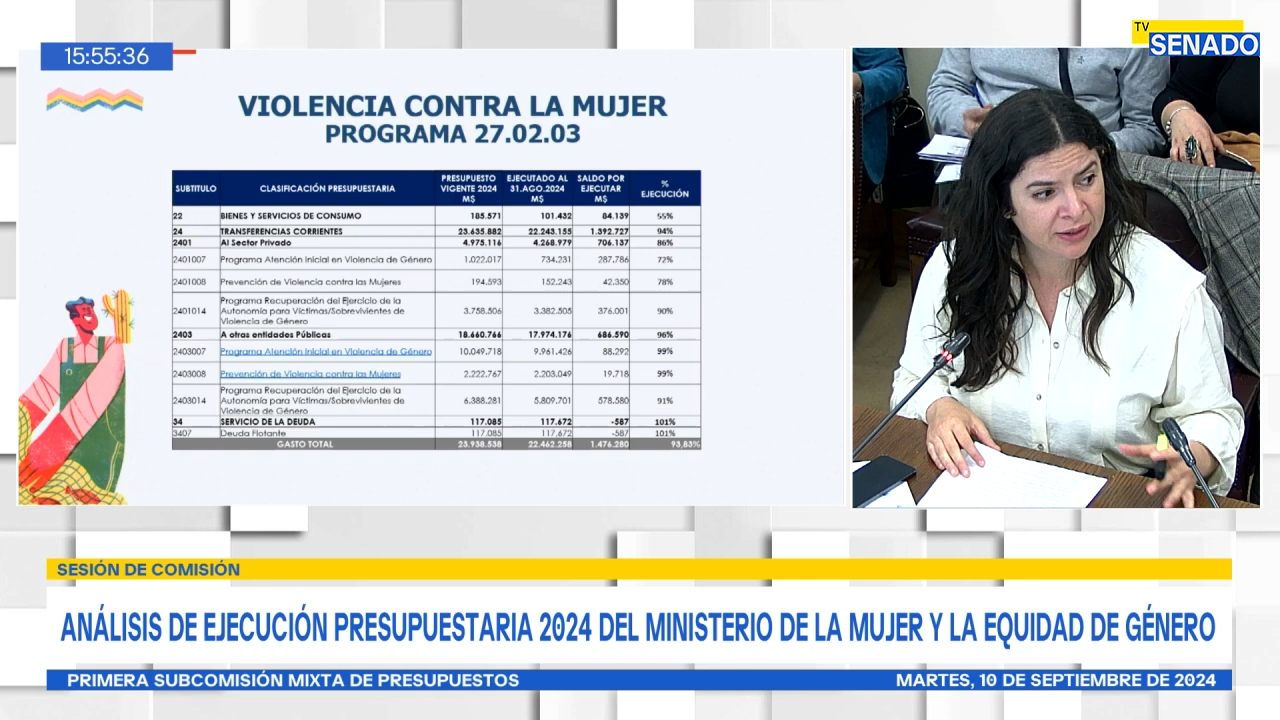 TV
SENADO
15:55:36
VIOLENCIA CONTRA LA MUJER
PROGRAMA 27.02.03
SUBTITULO CLASIFICACIÓN PRESUPUESTARIA PRESUPUESTO VIGENTE 2024 M$ EJECUTADO AL 31.AGO.2024 M$ SALDO POR EJECUTAR M$ % EJECUCIÓN
22 BIENES Y SERVICIOS DE CONSUMO 185.571 101.432 84.139 55%
24 TRANSFERENCIAS CORRIENTES 23.635.882 22.243.155 1.392.727 94%
2401 Al Sector Privado 4.975.116 4.268.979 706.137 86%
2401007 Programa Atención Inicial en Violencia de Género 1.022.017 734.231 287.786 72%
2401008 Prevención de Violencia contra las Mujeres 194.593 152.243 42.350 78%
2401014 Programa Recuperación del Ejercicio de la Autonomía para Víctimas/Sobrevivientes de Violencia de Género 3.758.506 3.382.505 376.001 90%
2403 A otras entidades Públicas 18.660.766 17.974.176 686.590 96%
2403007 Programa Atención Inicial en Violencia de Género 10.049.718 9.961.426 88.292 99%
2403008 Prevención de Violencia contra las Mujeres 2.222.767 2.203.049 19.718 99%
2403014 Programa Recuperación del Ejercicio de la Autonomía para Víctimas/Sobrevivientes de Violencia de Género 6.388.281 5.809.701 578.580 91%
34 SERVICIO DE LA DEUDA 117.085 117.672 -587 101%
3407 Deuda Flotante 117.085 117.672 -587 101%
GASTO TOTAL 23.938.538 22.462.258 1.476.280 93,83%
SESIÓN DE COMISIÓN
ANÁLISIS DE EJECUCIÓN PRESUPUESTARIA 2024 DEL MINISTERIO DE LA MUJER Y LA EQUIDAD DE GÉNERO
PRIMERA SUBCOMISIÓN MIXTA DE PRESUPUESTOS
MARTES, 10 DE SEPTIEMBRE DE 2024